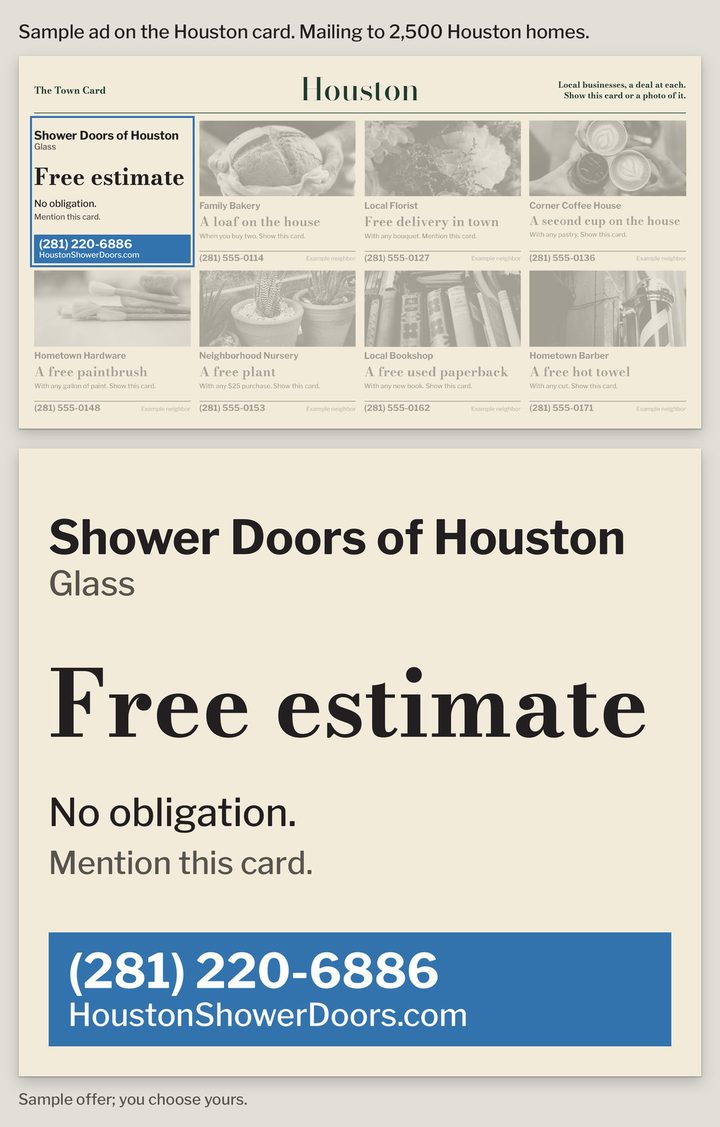 Sample ad on the Houston card. Mailing to 2,500 Houston homes.
The Town Card
Houston
Local businesses, a deal at each.
Show this card or a photo of it.
Shower Doors of Houston
Glass
Free estimate
No obligation.
Mention this card.
(281) 220-6886
HoustonShowerDoors.com
Family Bakery
A loaf on the house
When you buy two. Show this card.
(281) 555-0114
Example neighbor
Local Florist
Free delivery in town
With any bouquet. Mention this card.
(281) 555-0127
Example neighbor
Corner Coffee House
A second cup on the house
With any pastry. Show this card.
(281) 555-0136
Example neighbor
Hometown Hardware
A free paintbrush
With any gallon of paint. Show this card.
(281) 555-0148
Example neighbor
Neighborhood Nursery
A free plant
With any $25 purchase. Show this card.
(281) 555-0153
Example neighbor
Local Bookshop
A free used paperback
With any new book. Show this card.
(281) 555-0162
Example neighbor
Hometown Barber
A free hot towel
With any cut. Show this card.
(281) 555-0171
Example neighbor
Shower Doors of Houston
Glass
Free estimate
No obligation.
Mention this card.
(281) 220-6886
HoustonShowerDoors.com
Sample offer; you choose yours.